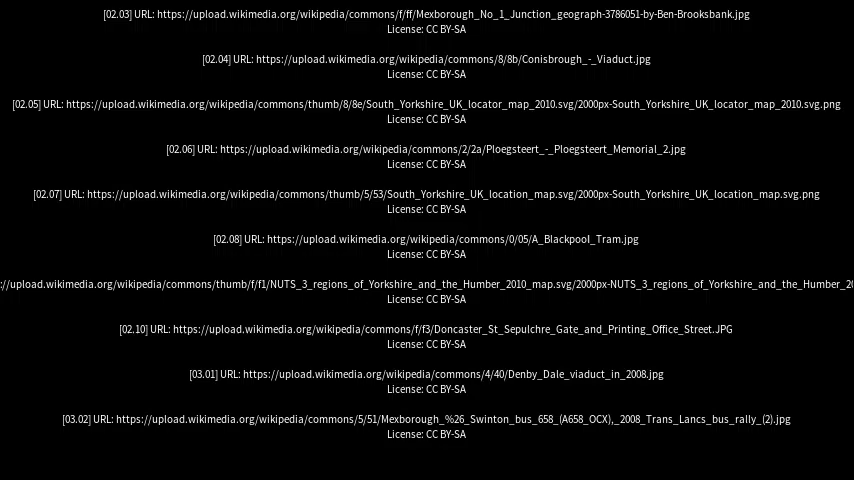 [02.03] URL: https://upload.wikimedia.org/wikipedia/commons/f/ff/Mexborough_No_1_Junction_geograph-3786051-by-Ben-Brooksbank.jpg
License: CC BY-SA
[02.04] URL: https://upload.wikimedia.org/wikipedia/commons/8/8b/Conisbrough_-_Viaduct.jpg
License: CC BY-SA
[02.05] URL: https://upload.wikimedia.org/wikipedia/commons/thumb/8/8e/South_Yorkshire_UK_locator_map_2010.svg/2000px-South_Yorkshire_UK_locator_map_2010.svg.png
License: CC BY-SA
[02.06] URL: https://upload.wikimedia.org/wikipedia/commons/2/2a/Ploegsteert_-_Ploegsteert_Memorial_2.jpg
License: CC BY-SA
[02.07] URL: https://upload.wikimedia.org/wikipedia/commons/thumb/5/53/South_Yorkshire_UK_location_map.svg/2000px-South_Yorkshire_UK_location_map.svg.png
License: CC BY-SA
[02.08] URL: https://upload.wikimedia.org/wikipedia/commons/0/05/A_Blackpool_Tram.jpg
License: CC BY-SA
://upload.wikimedia.org/wikipedia/commons/thumb/f/f1/NUTS_3_regions_of_Yorkshire_and_the_Humber_2010_map.svg/2000px-NUTS_3_regions_of_Yorkshire_and_the_Humber_20
License: CC BY-SA
[02.10] URL: https://upload.wikimedia.org/wikipedia/commons/f/f3/Doncaster_St_Sepulchre_Gate_and_Printing_Office_Street.JPG
License: CC BY-SA
[03.01] URL: https://upload.wikimedia.org/wikipedia/commons/4/40/Denby_Dale_viaduct_in_2008.jpg
License: CC BY-SA
[03.02] URL: https://upload.wikimedia.org/wikipedia/commons/5/51/Mexborough_%26_Swinton_bus_658_(A658_OCX),_2008_Trans_Lancs_bus_rally_(2).jpg
License: CC BY-SA